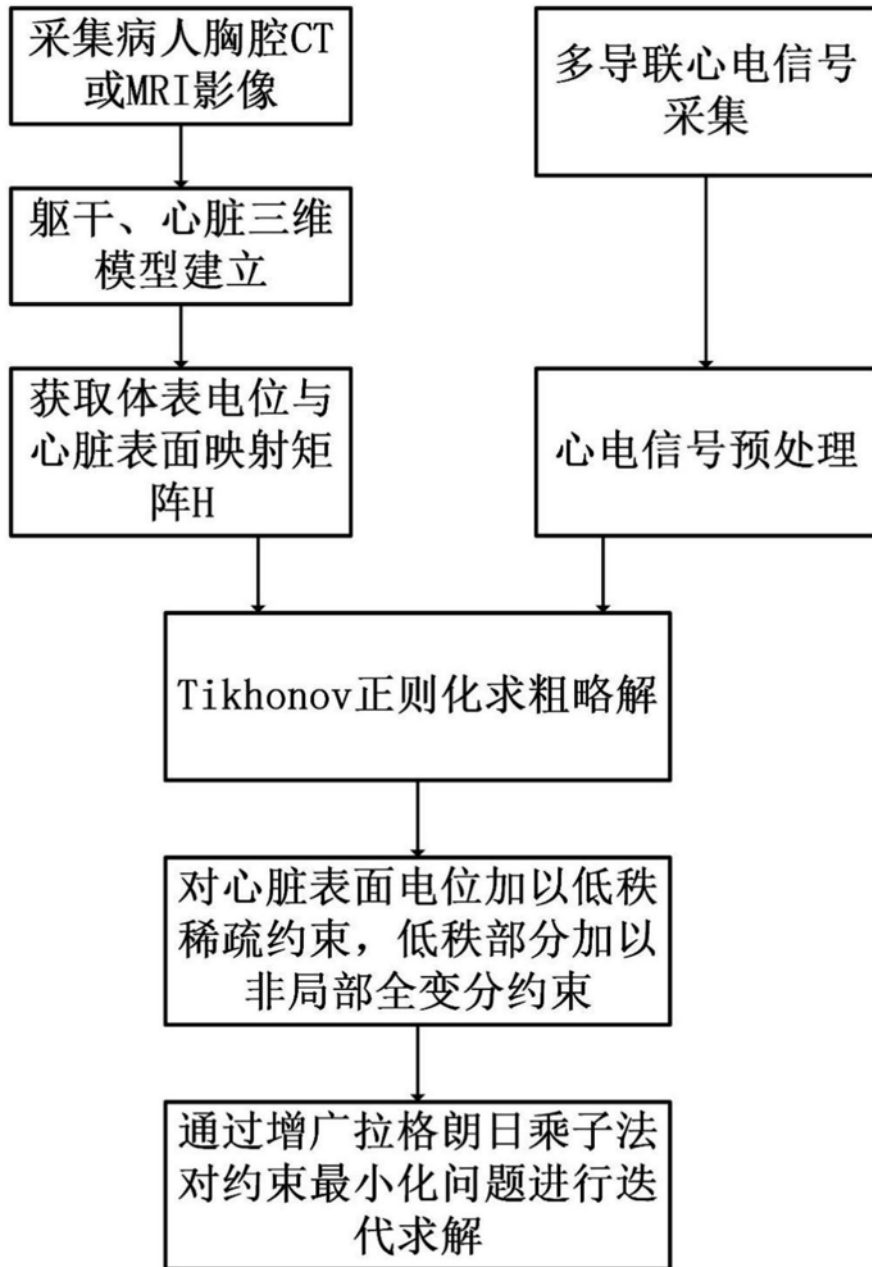 采集病人胸腔CT
或MRI影像
多导联心电信号
采集
躯干、心脏三维
模型建立
获取体表电位与
心脏表面映射矩
阵H
心电信号预处理
Tikhonov正则化求粗略解
对心脏表面电位加以低秩
稀疏约束，低秩部分加以
非局部全变分约束
通过增广拉格朗日乘子法
对约束最小化问题进行迭
代求解